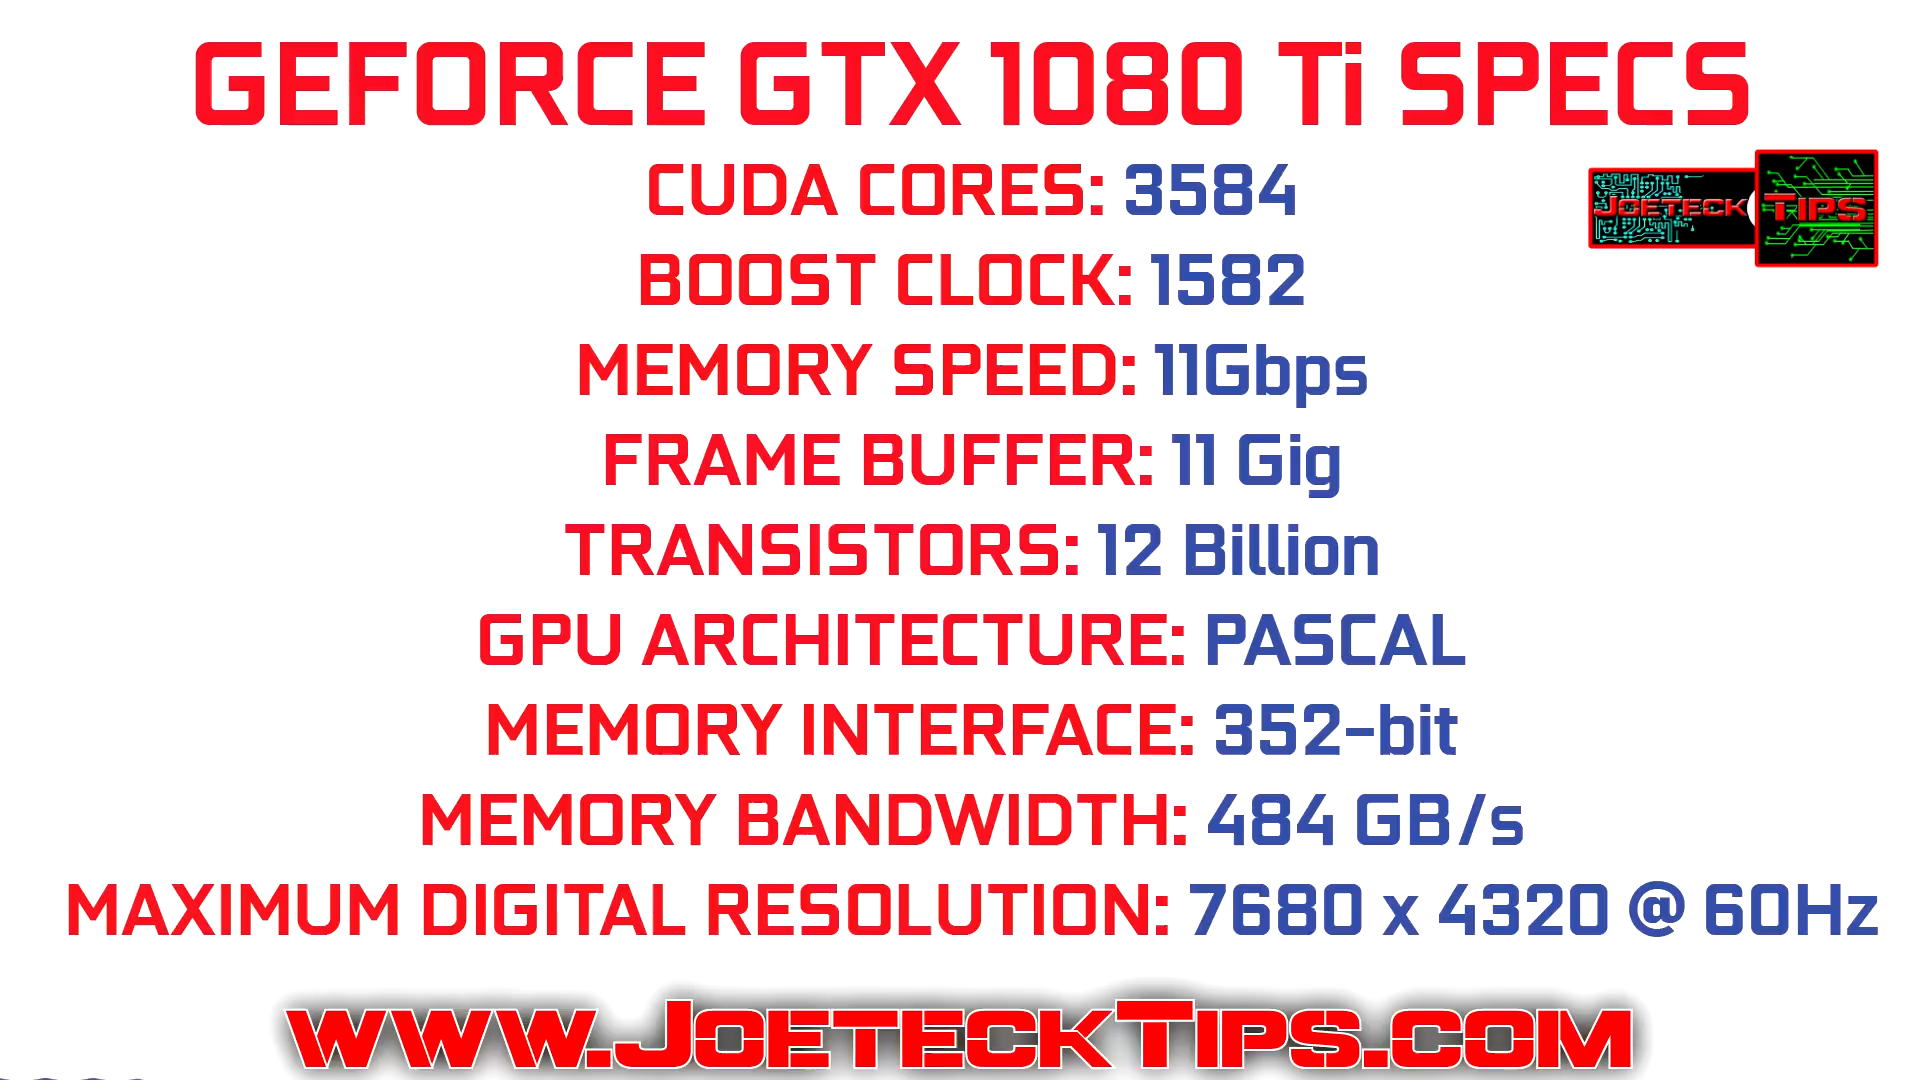 GEFORCE GTX 1080 Ti SPECS
CUDA CORES: 3584
JOETECK TIPS
BOOST CLOCK: 1582
MEMORY SPEED: 11Gbps
FRAME BUFFER: 11 Gig
TRANSISTORS: 12 Billion
GPU ARCHITECTURE: PASCAL
MEMORY INTERFACE: 352-bit
MEMORY BANDWIDTH: 484 GB/s
MAXIMUM DIGITAL RESOLUTION: 7680 x 4320 @ 60Hz
www.JoeteckTips.com